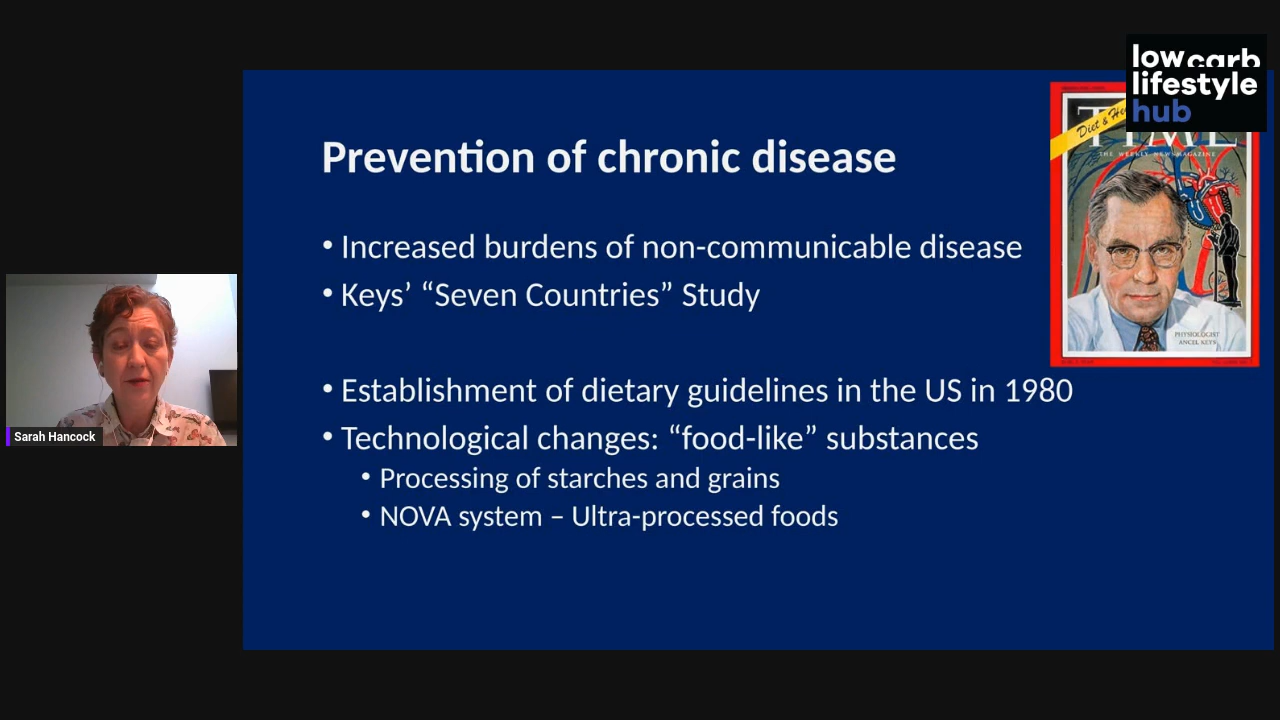 low carb
lifestyle
hub
Prevention of chronic disease
• Increased burdens of non-communicable disease
• Keys’ “Seven Countries” Study
• Establishment of dietary guidelines in the US in 1980
• Technological changes: “food-like” substances
• Processing of starches and grains
• NOVA system – Ultra-processed foods
Diet & He
TIME
THE WEEKLY NEWSMAGAZINE
PHYSIOLOGIST
ANCEL KEYS
Sarah Hancock